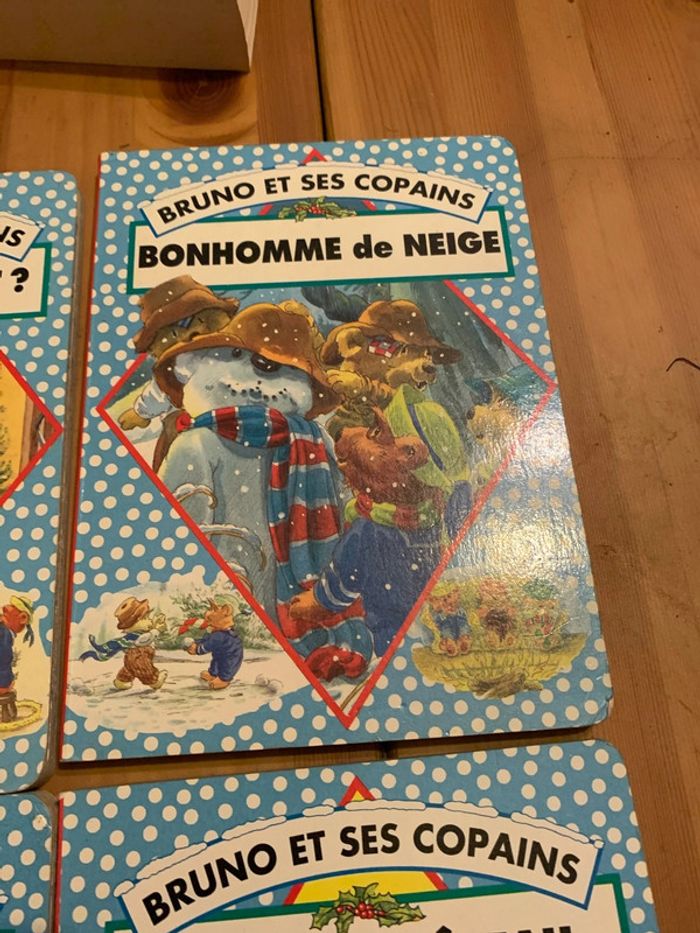 BRUNO ET SES COPAINS
BONHOMME de NEIGE
?
BRUNO ET SES COPAINS